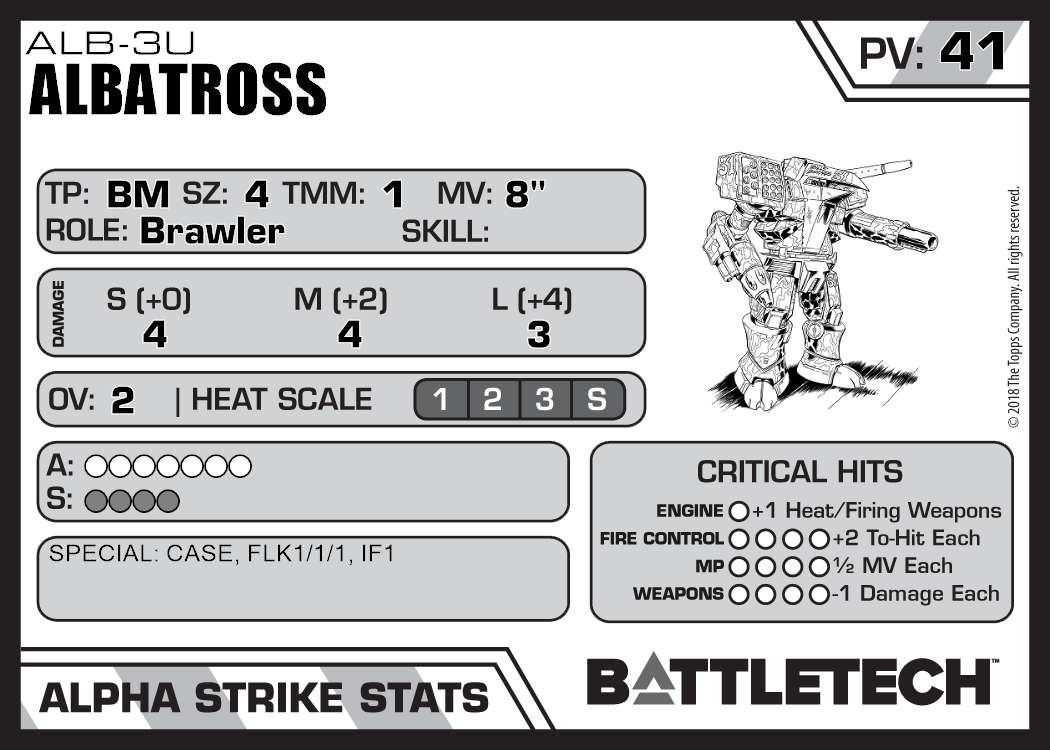 ALB-3U
ALBATROSS
PV: 41
TP: BM SZ: 4 TMM: 1 MV: 8"
ROLE: Brawler SKILL:
DAMAGE
S (+0) M (+2) L (+4)
4 4 3
OV: 2 | HEAT SCALE 1 2 3 S
A:
S:
SPECIAL: CASE, FLK1/1/1, IF1
CRITICAL HITS
ENGINE +1 Heat/Firing Weapons
FIRE CONTROL +2 To-Hit Each
MP ½ MV Each
WEAPONS -1 Damage Each
© 2018 The Topps Company. All rights reserved.
ALPHA STRIKE STATS
BATTLETECH™